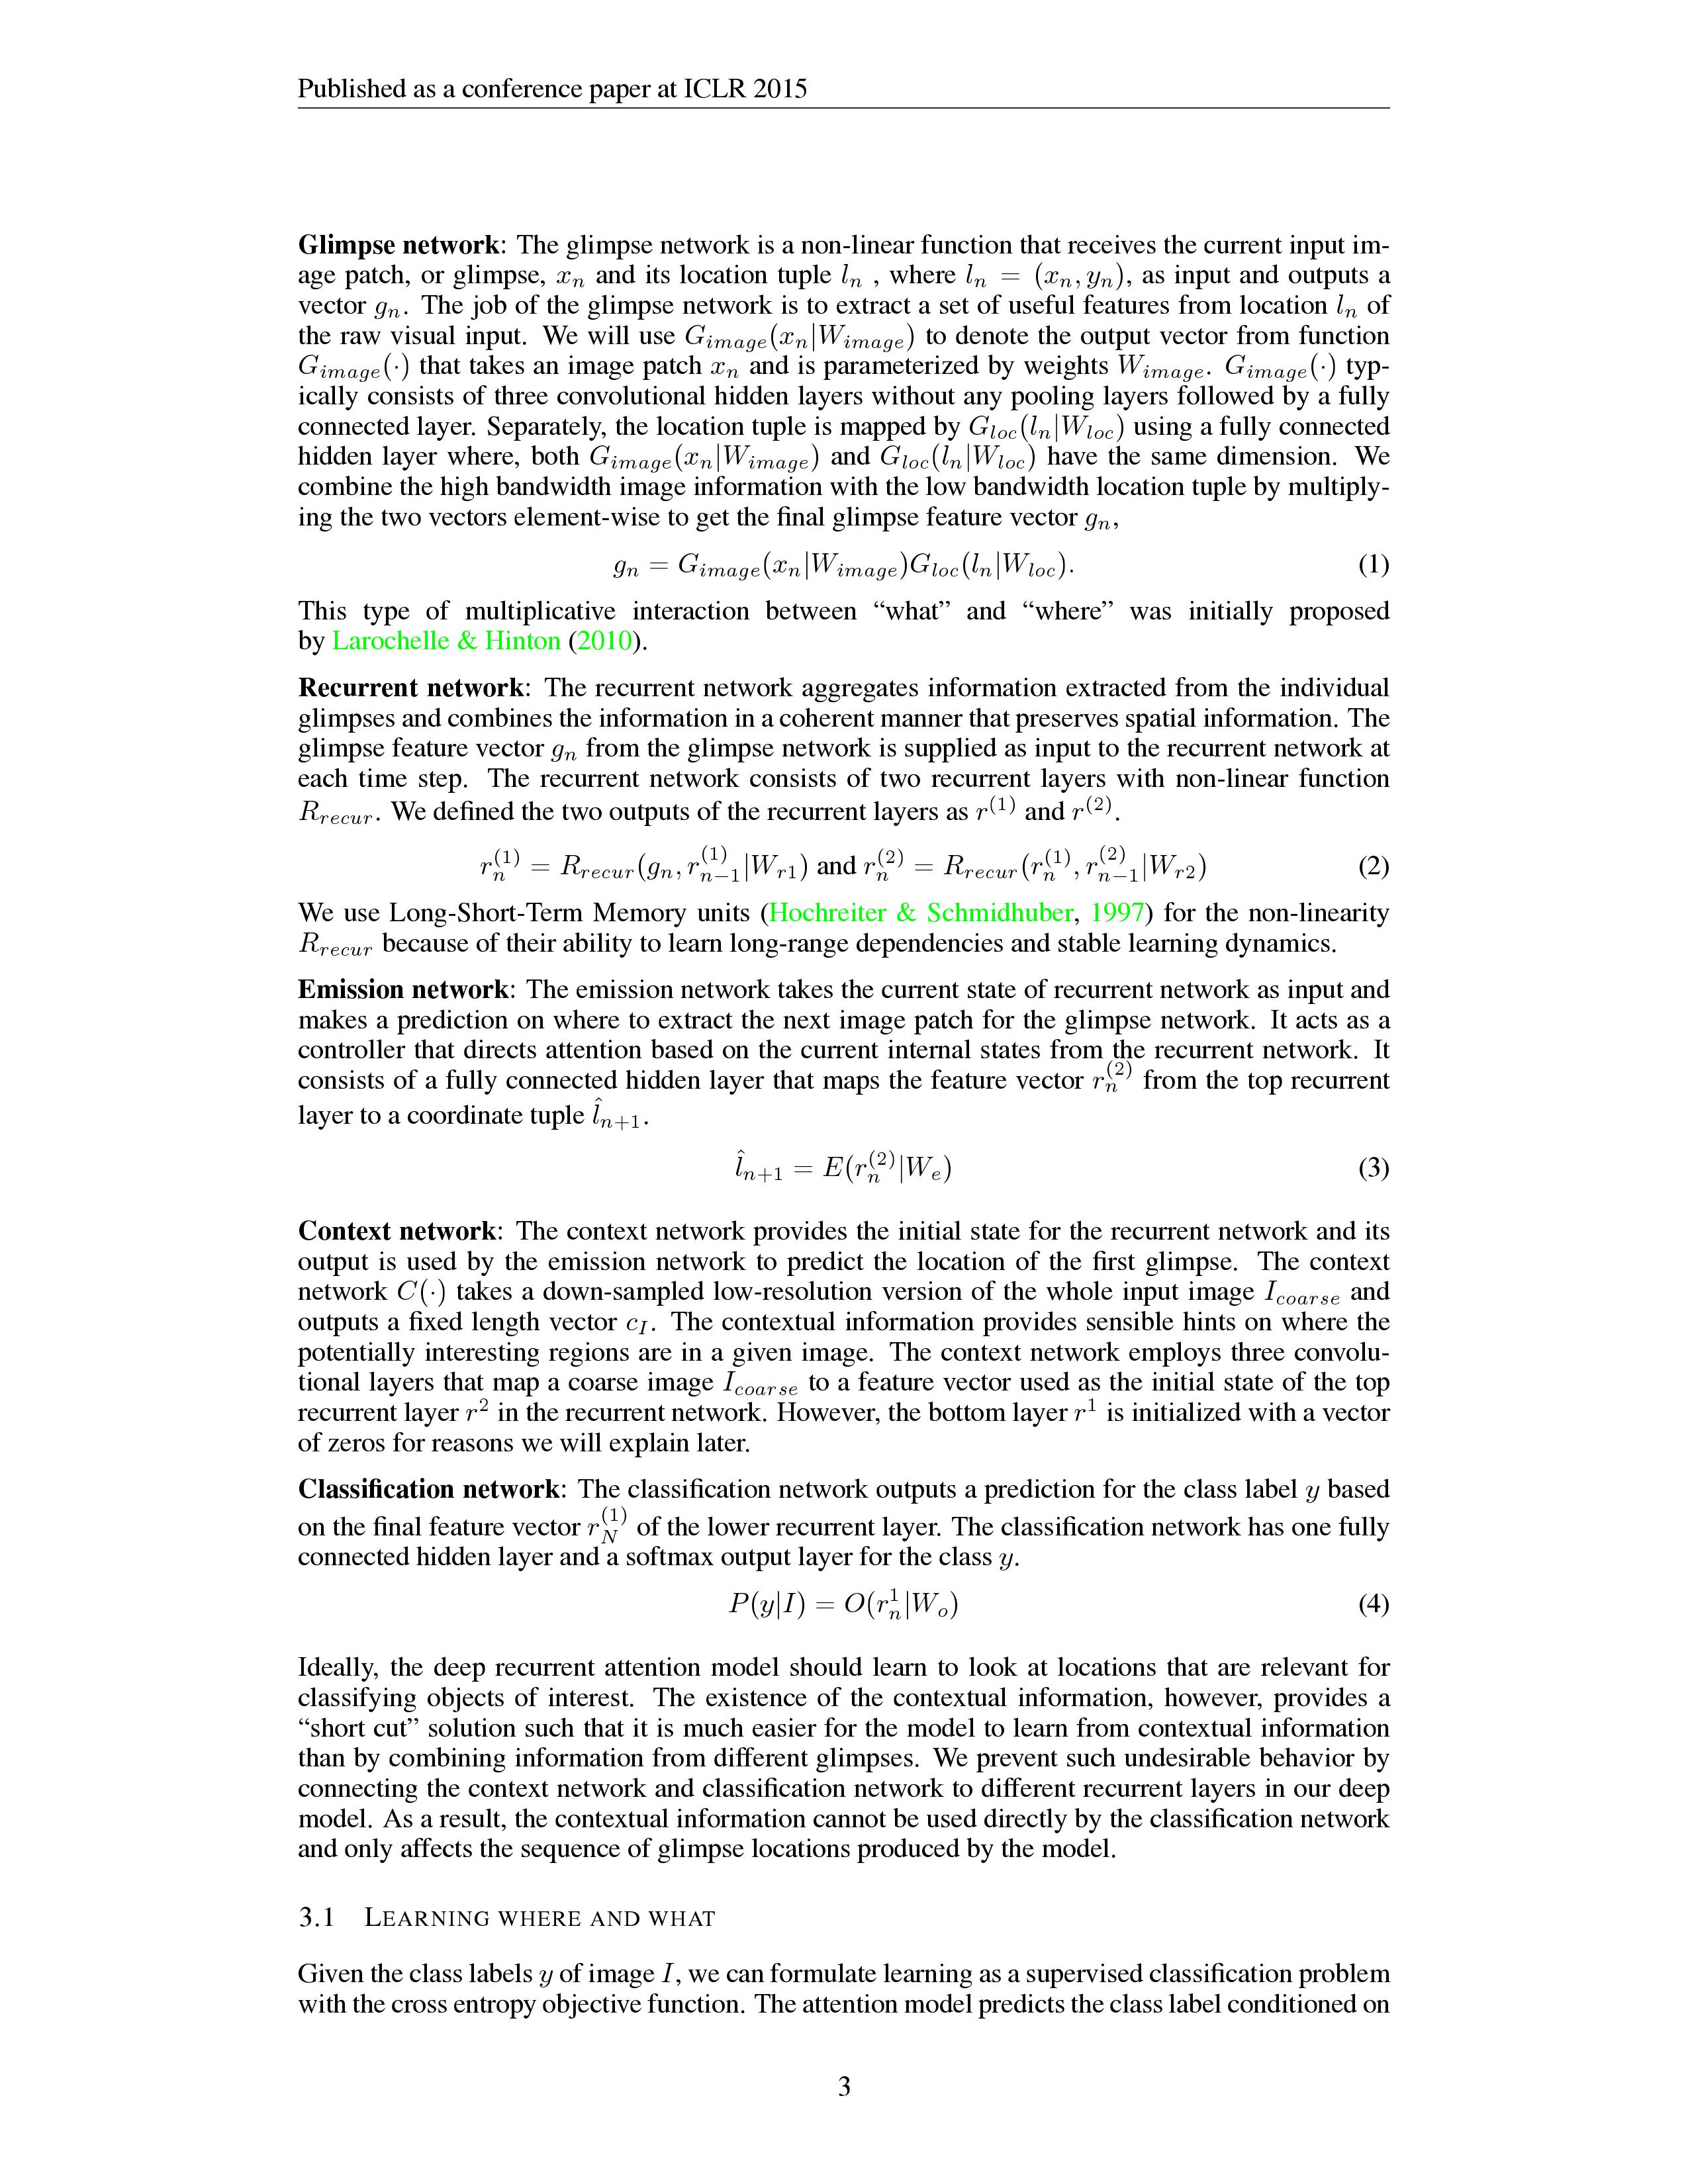 Published as a conference paper at ICLR 2015
Glimpse network: The glimpse network is a non-linear function that receives the current input im-
age patch, or glimpse, $x_n$ and its location tuple $l_n$ , where $l_n = (x_n, y_n)$, as input and outputs a
vector $g_n$. The job of the glimpse network is to extract a set of useful features from location $l_n$ of
the raw visual input. We will use $G_{image}(x_n|W_{image})$ to denote the output vector from function
$G_{image}(\cdot)$ that takes an image patch $x_n$ and is parameterized by weights $W_{image}$. $G_{image}(\cdot)$ typ-
ically consists of three convolutional hidden layers without any pooling layers followed by a fully
connected layer. Separately, the location tuple is mapped by $G_{loc}(l_n|W_{loc})$ using a fully connected
hidden layer where, both $G_{image}(x_n|W_{image})$ and $G_{loc}(l_n|W_{loc})$ have the same dimension. We
combine the high bandwidth image information with the low bandwidth location tuple by multiply-
ing the two vectors element-wise to get the final glimpse feature vector $g_n$,
$g_n = G_{image}(x_n|W_{image})G_{loc}(l_n|W_{loc}).$ (1)
This type of multiplicative interaction between “what” and “where” was initially proposed
by Larochelle & Hinton (2010).
Recurrent network: The recurrent network aggregates information extracted from the individual
glimpses and combines the information in a coherent manner that preserves spatial information. The
glimpse feature vector $g_n$ from the glimpse network is supplied as input to the recurrent network at
each time step. The recurrent network consists of two recurrent layers with non-linear function
$R_{recur}$. We defined the two outputs of the recurrent layers as $r^{(1)}$ and $r^{(2)}$.
$r_n^{(1)} = R_{recur}(g_n, r_{n-1}^{(1)}|W_{r1})$ and $r_n^{(2)} = R_{recur}(r_n^{(1)}, r_{n-1}^{(2)}|W_{r2})$ (2)
We use Long-Short-Term Memory units (Hochreiter & Schmidhuber, 1997) for the non-linearity
$R_{recur}$ because of their ability to learn long-range dependencies and stable learning dynamics.
Emission network: The emission network takes the current state of recurrent network as input and
makes a prediction on where to extract the next image patch for the glimpse network. It acts as a
controller that directs attention based on the current internal states from the recurrent network. It
consists of a fully connected hidden layer that maps the feature vector $r_n^{(2)}$ from the top recurrent
layer to a coordinate tuple $\hat{l}_{n+1}$.
$\hat{l}_{n+1} = E(r_n^{(2)}|W_e)$ (3)
Context network: The context network provides the initial state for the recurrent network and its
output is used by the emission network to predict the location of the first glimpse. The context
network $C(\cdot)$ takes a down-sampled low-resolution version of the whole input image $I_{coarse}$ and
outputs a fixed length vector $c_I$. The contextual information provides sensible hints on where the
potentially interesting regions are in a given image. The context network employs three convolu-
tional layers that map a coarse image $I_{coarse}$ to a feature vector used as the initial state of the top
recurrent layer $r^2$ in the recurrent network. However, the bottom layer $r^1$ is initialized with a vector
of zeros for reasons we will explain later.
Classification network: The classification network outputs a prediction for the class label $y$ based
on the final feature vector $r_N^{(1)}$ of the lower recurrent layer. The classification network has one fully
connected hidden layer and a softmax output layer for the class $y$.
$P(y|I) = O(r_n^1|W_o)$ (4)
Ideally, the deep recurrent attention model should learn to look at locations that are relevant for
classifying objects of interest. The existence of the contextual information, however, provides a
“short cut” solution such that it is much easier for the model to learn from contextual information
than by combining information from different glimpses. We prevent such undesirable behavior by
connecting the context network and classification network to different recurrent layers in our deep
model. As a result, the contextual information cannot be used directly by the classification network
and only affects the sequence of glimpse locations produced by the model.
3.1 LEARNING WHERE AND WHAT
Given the class labels $y$ of image $I$, we can formulate learning as a supervised classification problem
with the cross entropy objective function. The attention model predicts the class label conditioned on
3